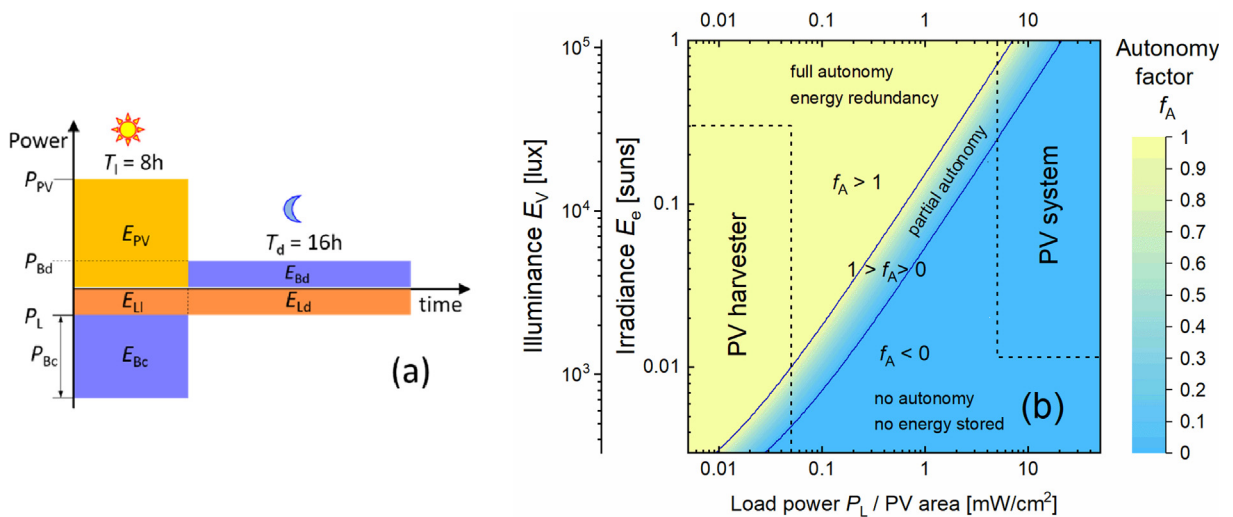 Power
T_l = 8h
P_PV
E_PV
T_d = 16h
P_Bd
E_Bd
E_Ll
E_Ld
time
P_L
P_Bc
E_Bc
(a)
Illuminance E_V [lux]
10^5
10^4
10^3
Irradiance E_e [suns]
1
0.1
0.01
0.01
0.1
1
10
full autonomy
energy redundancy
f_A > 1
partial autonomy
1 > f_A > 0
f_A < 0
no autonomy
no energy stored
PV harvester
PV system
(b)
0.01
0.1
1
10
Load power P_L / PV area [mW/cm²]
Autonomy
factor
f_A
1
0.9
0.8
0.7
0.6
0.5
0.4
0.3
0.2
0.1
0